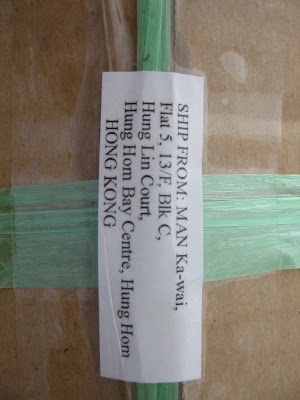 SHIP FROM: MAN Ka-wai,
Flat 5, 13/F, Blk C,
Hung Lin Court,
Hung Hom Bay Centre, Hung Hom
HONG KONG